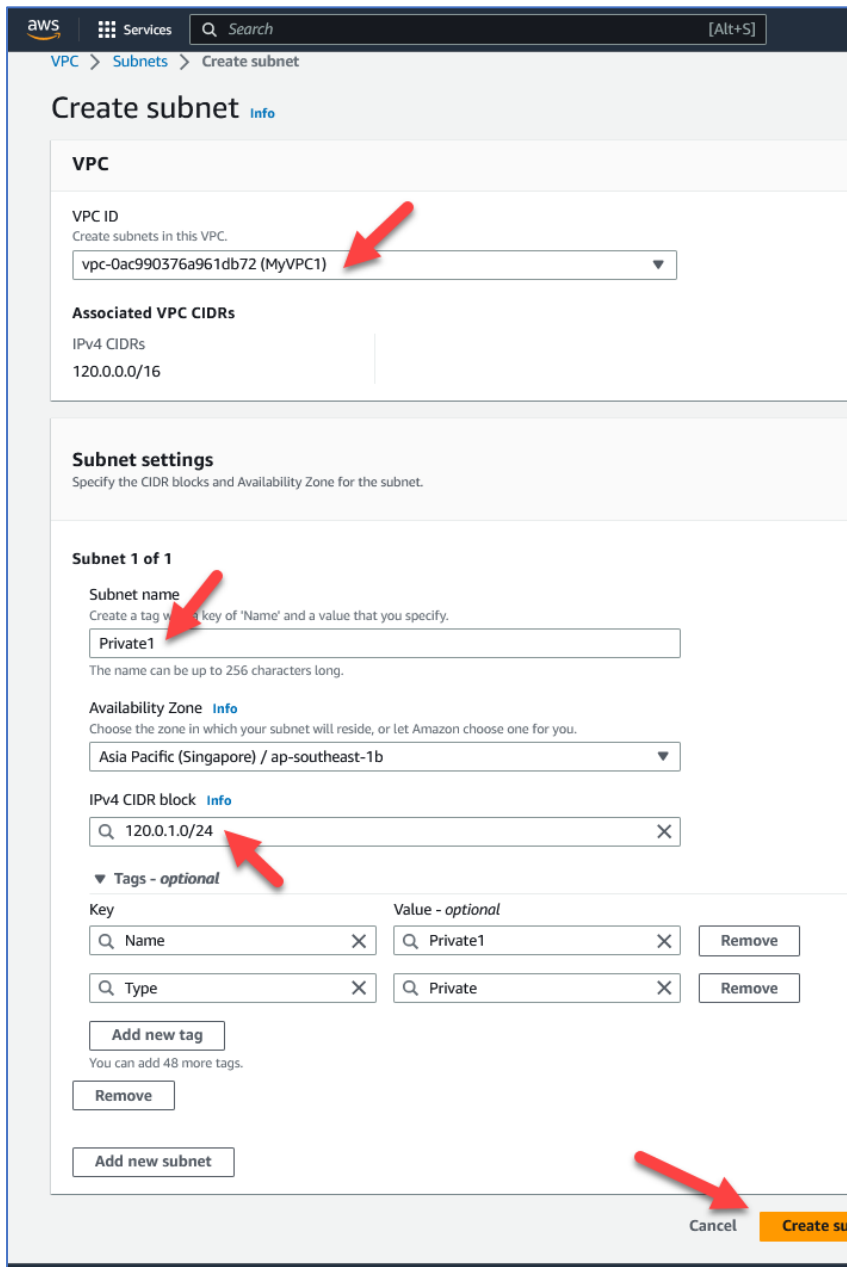 aws
Services
Search
[Alt+S]
VPC > Subnets > Create subnet
Create subnet Info
VPC
VPC ID
Create subnets in this VPC.
vpc-0ac990376a961db72 (MyVPC1)
Associated VPC CIDRs
IPv4 CIDRs
120.0.0.0/16
Subnet settings
Specify the CIDR blocks and Availability Zone for the subnet.
Subnet 1 of 1
Subnet name
Create a tag key of 'Name' and a value that you specify.
Private1
The name can be up to 256 characters long.
Availability Zone Info
Choose the zone in which your subnet will reside, or let Amazon choose one for you.
Asia Pacific (Singapore) / ap-southeast-1b
IPv4 CIDR block Info
120.0.1.0/24
Tags - optional
Key Value - optional
Name Private1 Remove
Type Private Remove
Add new tag
You can add 48 more tags.
Remove
Add new subnet
Cancel Create su